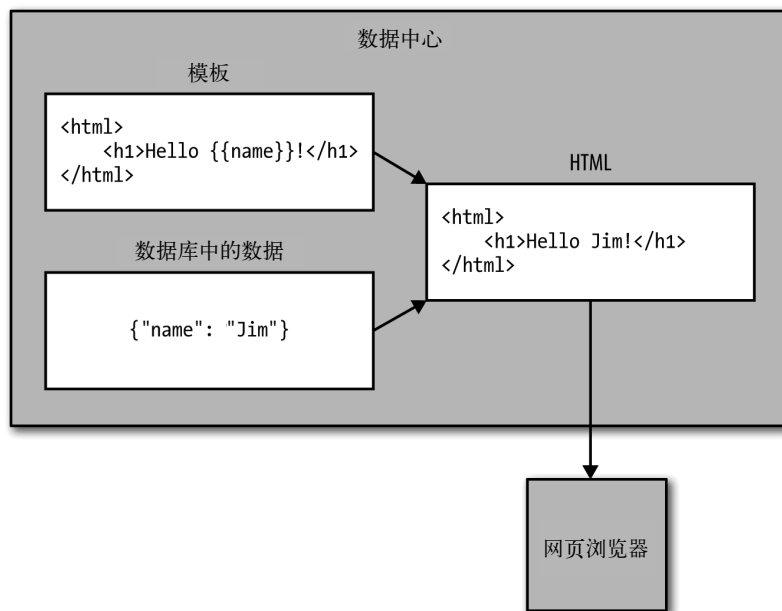 数据中心
模板
<html>
    <h1>Hello {{name}}!</h1>
</html>
HTML
<html>
    <h1>Hello Jim!</h1>
</html>
数据库中的数据
{"name": "Jim"}
网页浏览器